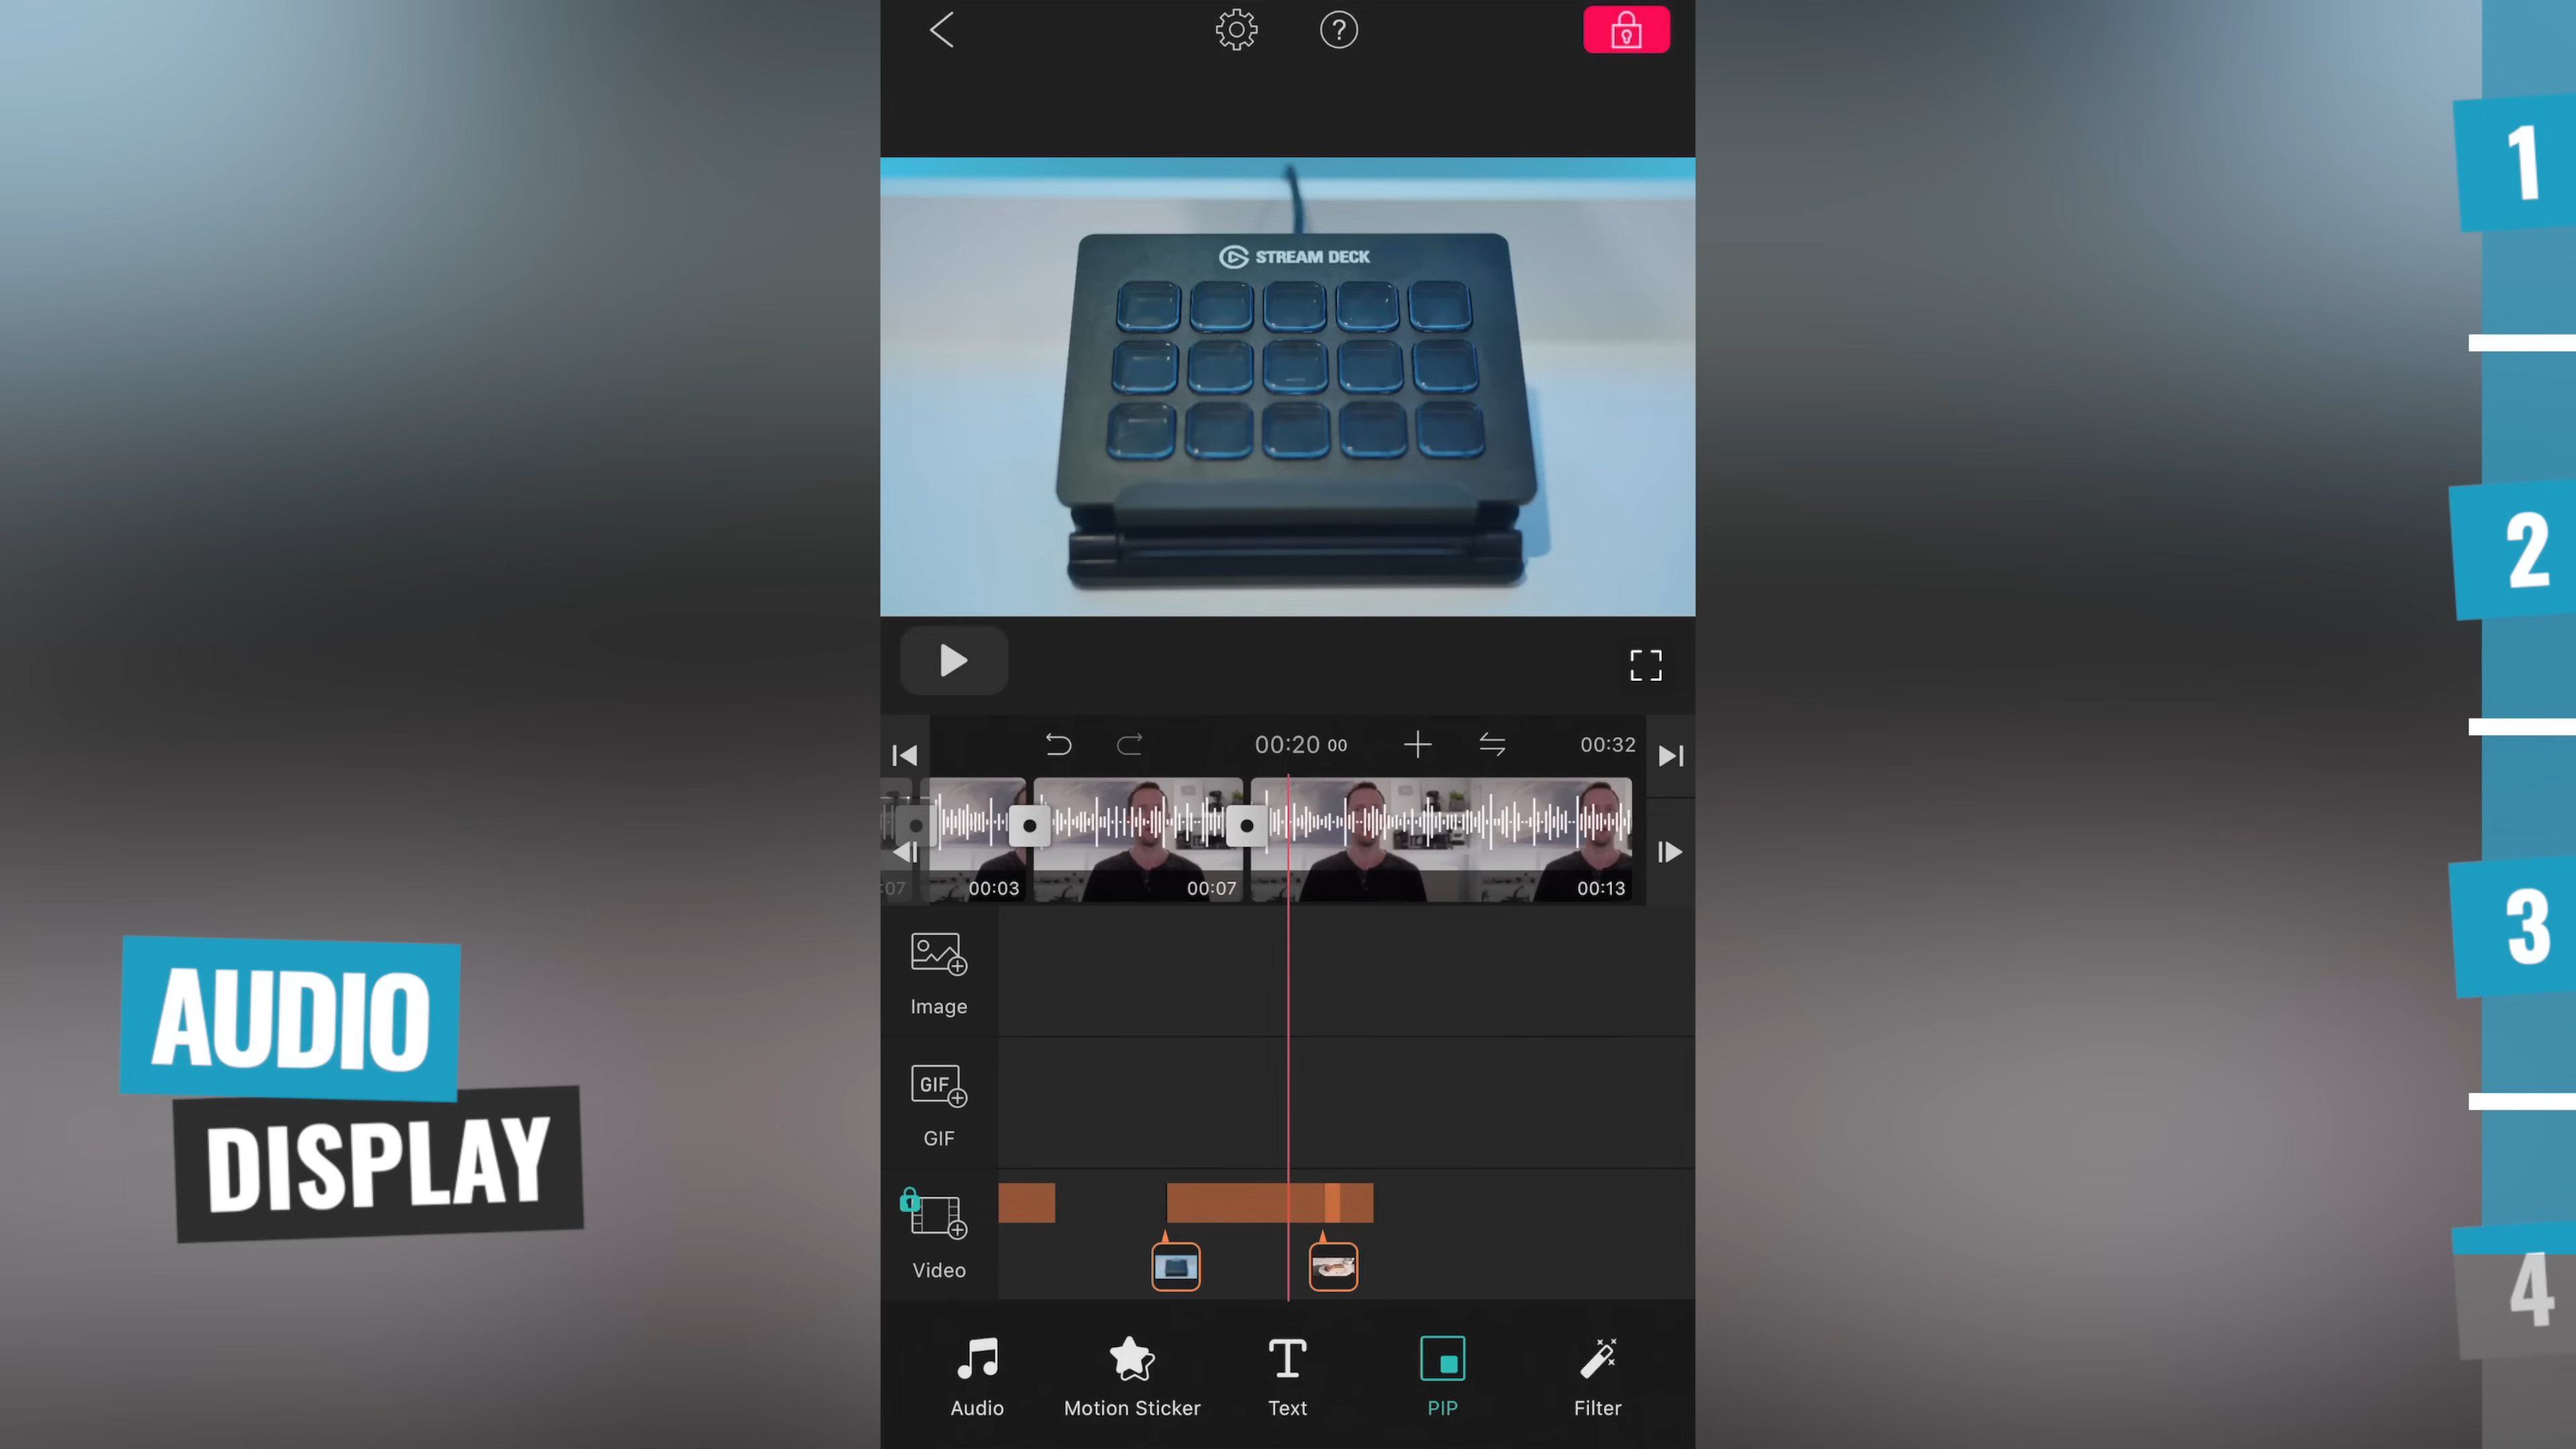 ?
STREAM DECK
00:20 00
00:32
:07
00:03
00:07
00:13
Image
GIF
GIF
Video
Audio
Motion Sticker
Text
PIP
Filter
AUDIO
DISPLAY
1
2
3
4